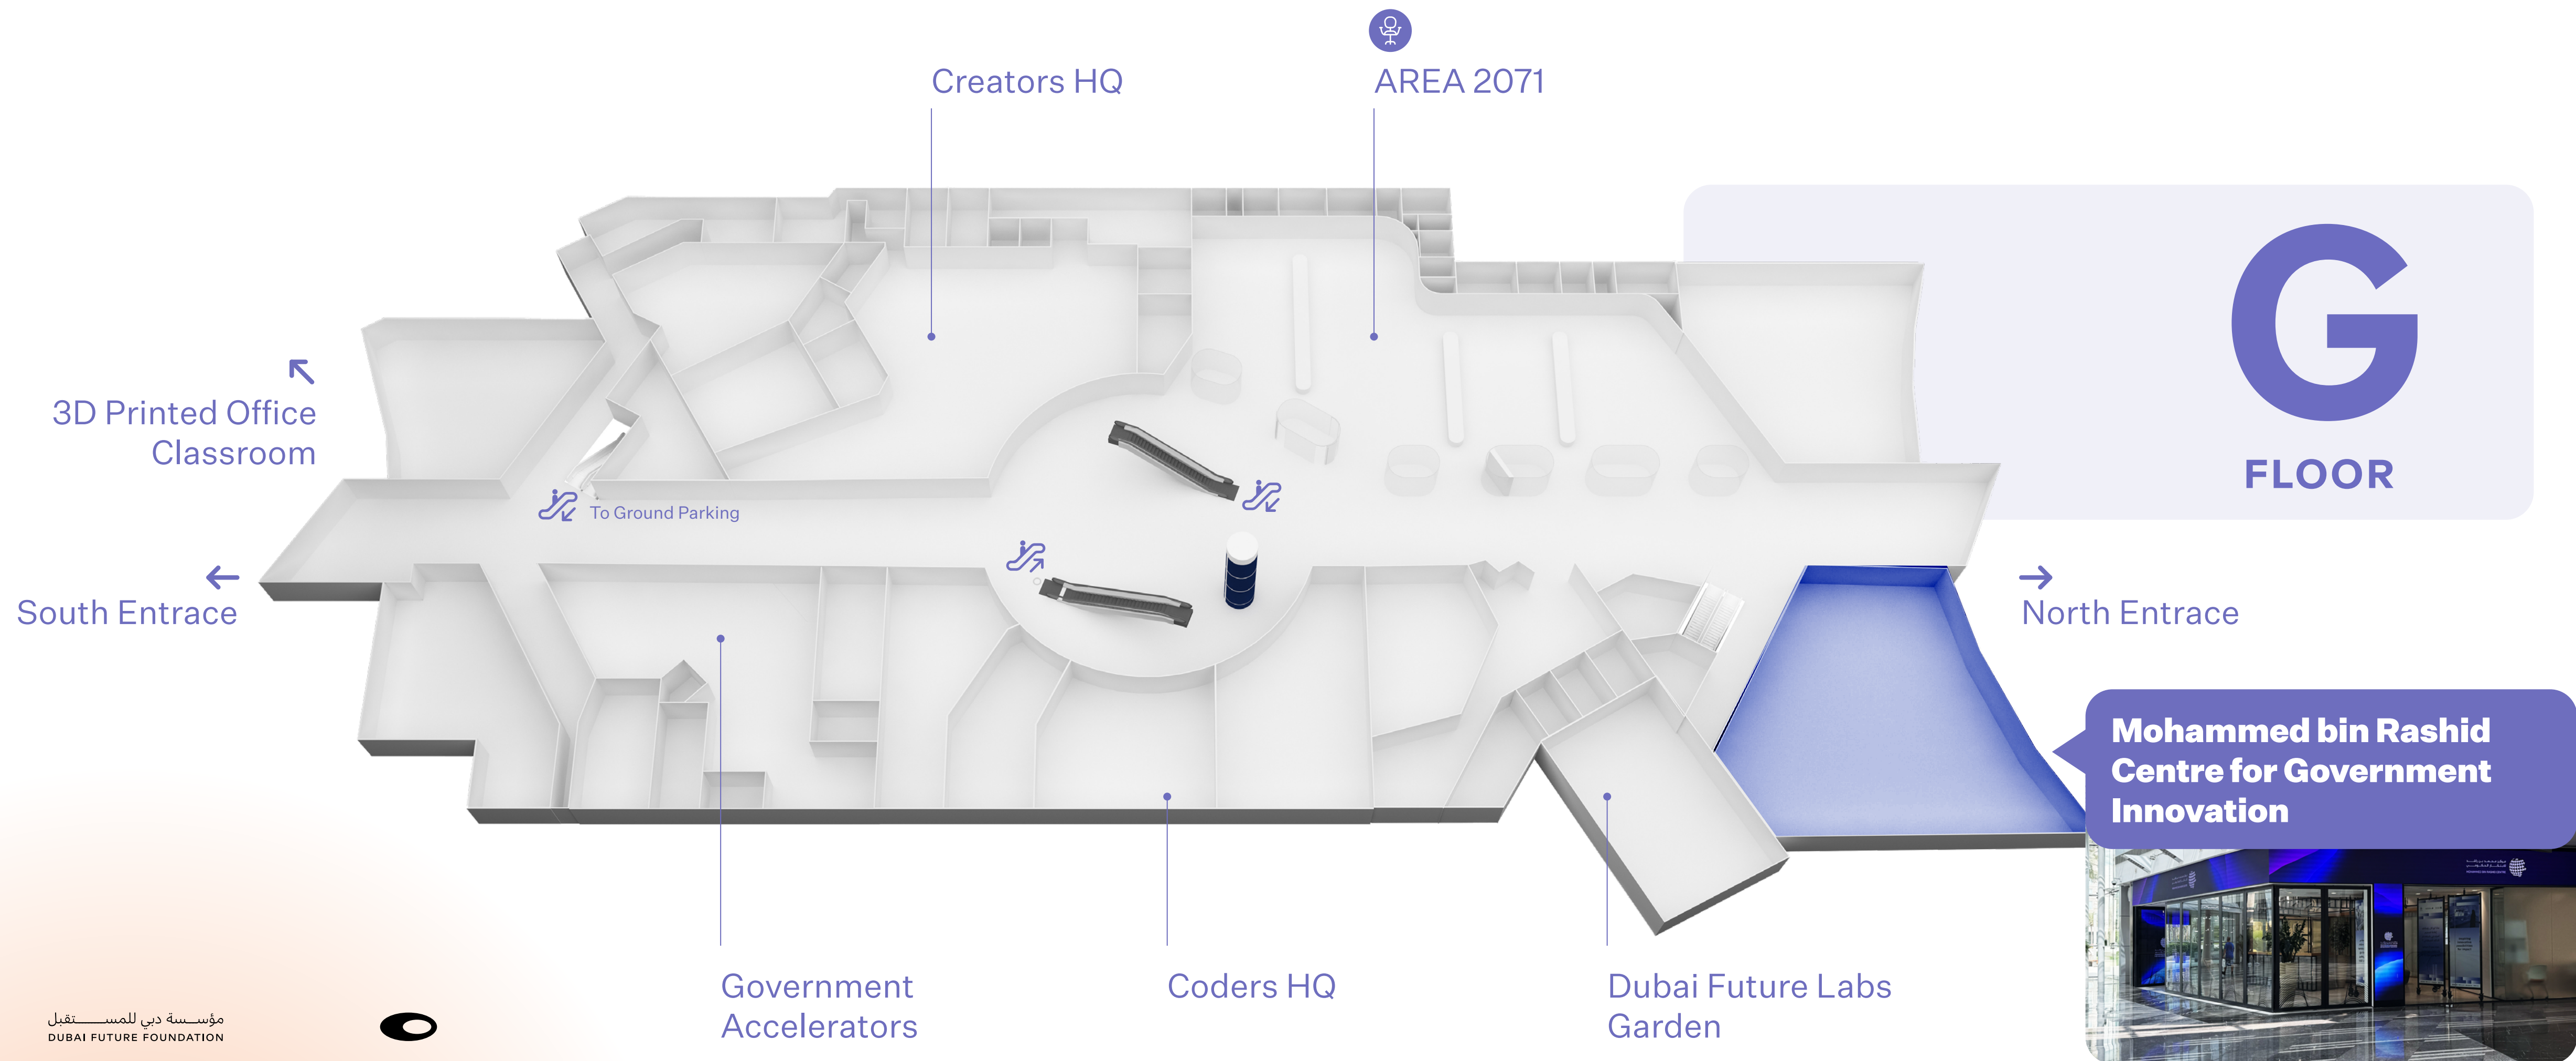 Creators HQ
AREA 2071
G
FLOOR
3D Printed Office
Classroom
To Ground Parking
South Entrace
North Entrace
Mohammed bin Rashid
Centre for Government
Innovation
Government
Accelerators
Coders HQ
Dubai Future Labs
Garden
مؤسسة دبي للمستقبل
DUBAI FUTURE FOUNDATION